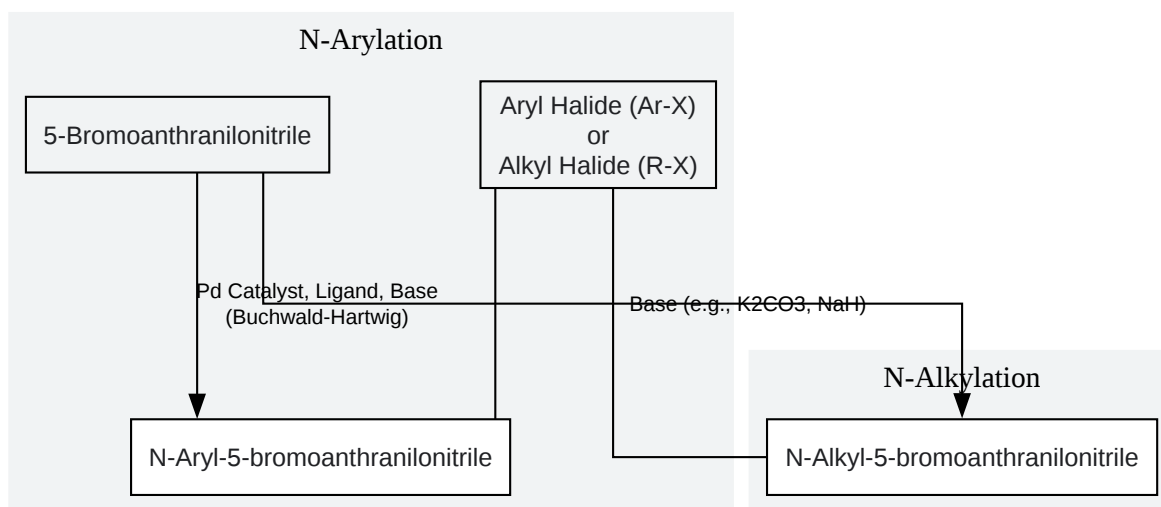 N-Arylation
5-Bromoanthranilonitrile
Aryl Halide (Ar-X)
or
Alkyl Halide (R-X)
Pd Catalyst, Ligand, Base
(Buchwald-Hartwig)
Base (e.g., K2CO3, NaH)
N-Alkylation
N-Aryl-5-bromoanthranilonitrile
N-Alkyl-5-bromoanthranilonitrile